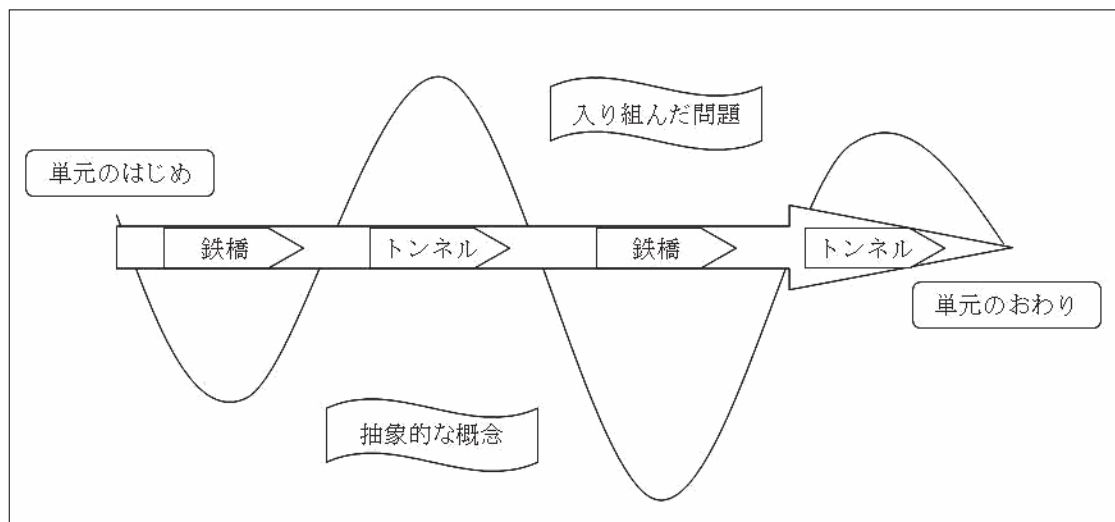 入り組んだ問題
単元のはじめ
鉄橋
トンネル
鉄橋
トンネル
単元のおわり
抽象的な概念